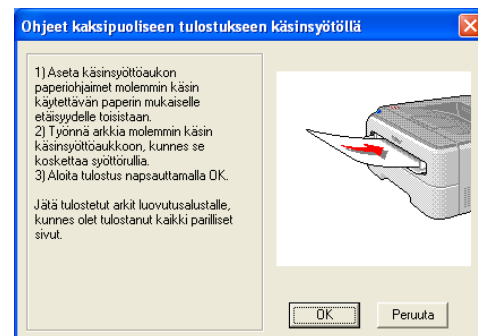 Ohjeet kaksipuoliseen tulostukseen käsinsyötöllä
1) Aseta käsinsyöttöaukon
paperiohjaimet molemmin käsin
käytettävän paperin mukaiselle
etäisyydelle toisistaan.
2) Työnnä arkkia molemmin käsin
käsinsyöttöaukkoon, kunnes se
koskettaa syöttörullia.
3) Aloita tulostus napsauttamalla OK.
Jätä tulostetut arkit luovutusalustalle,
kunnes olet tulostanut kaikki parilliset
sivut.
OK
Peruuta